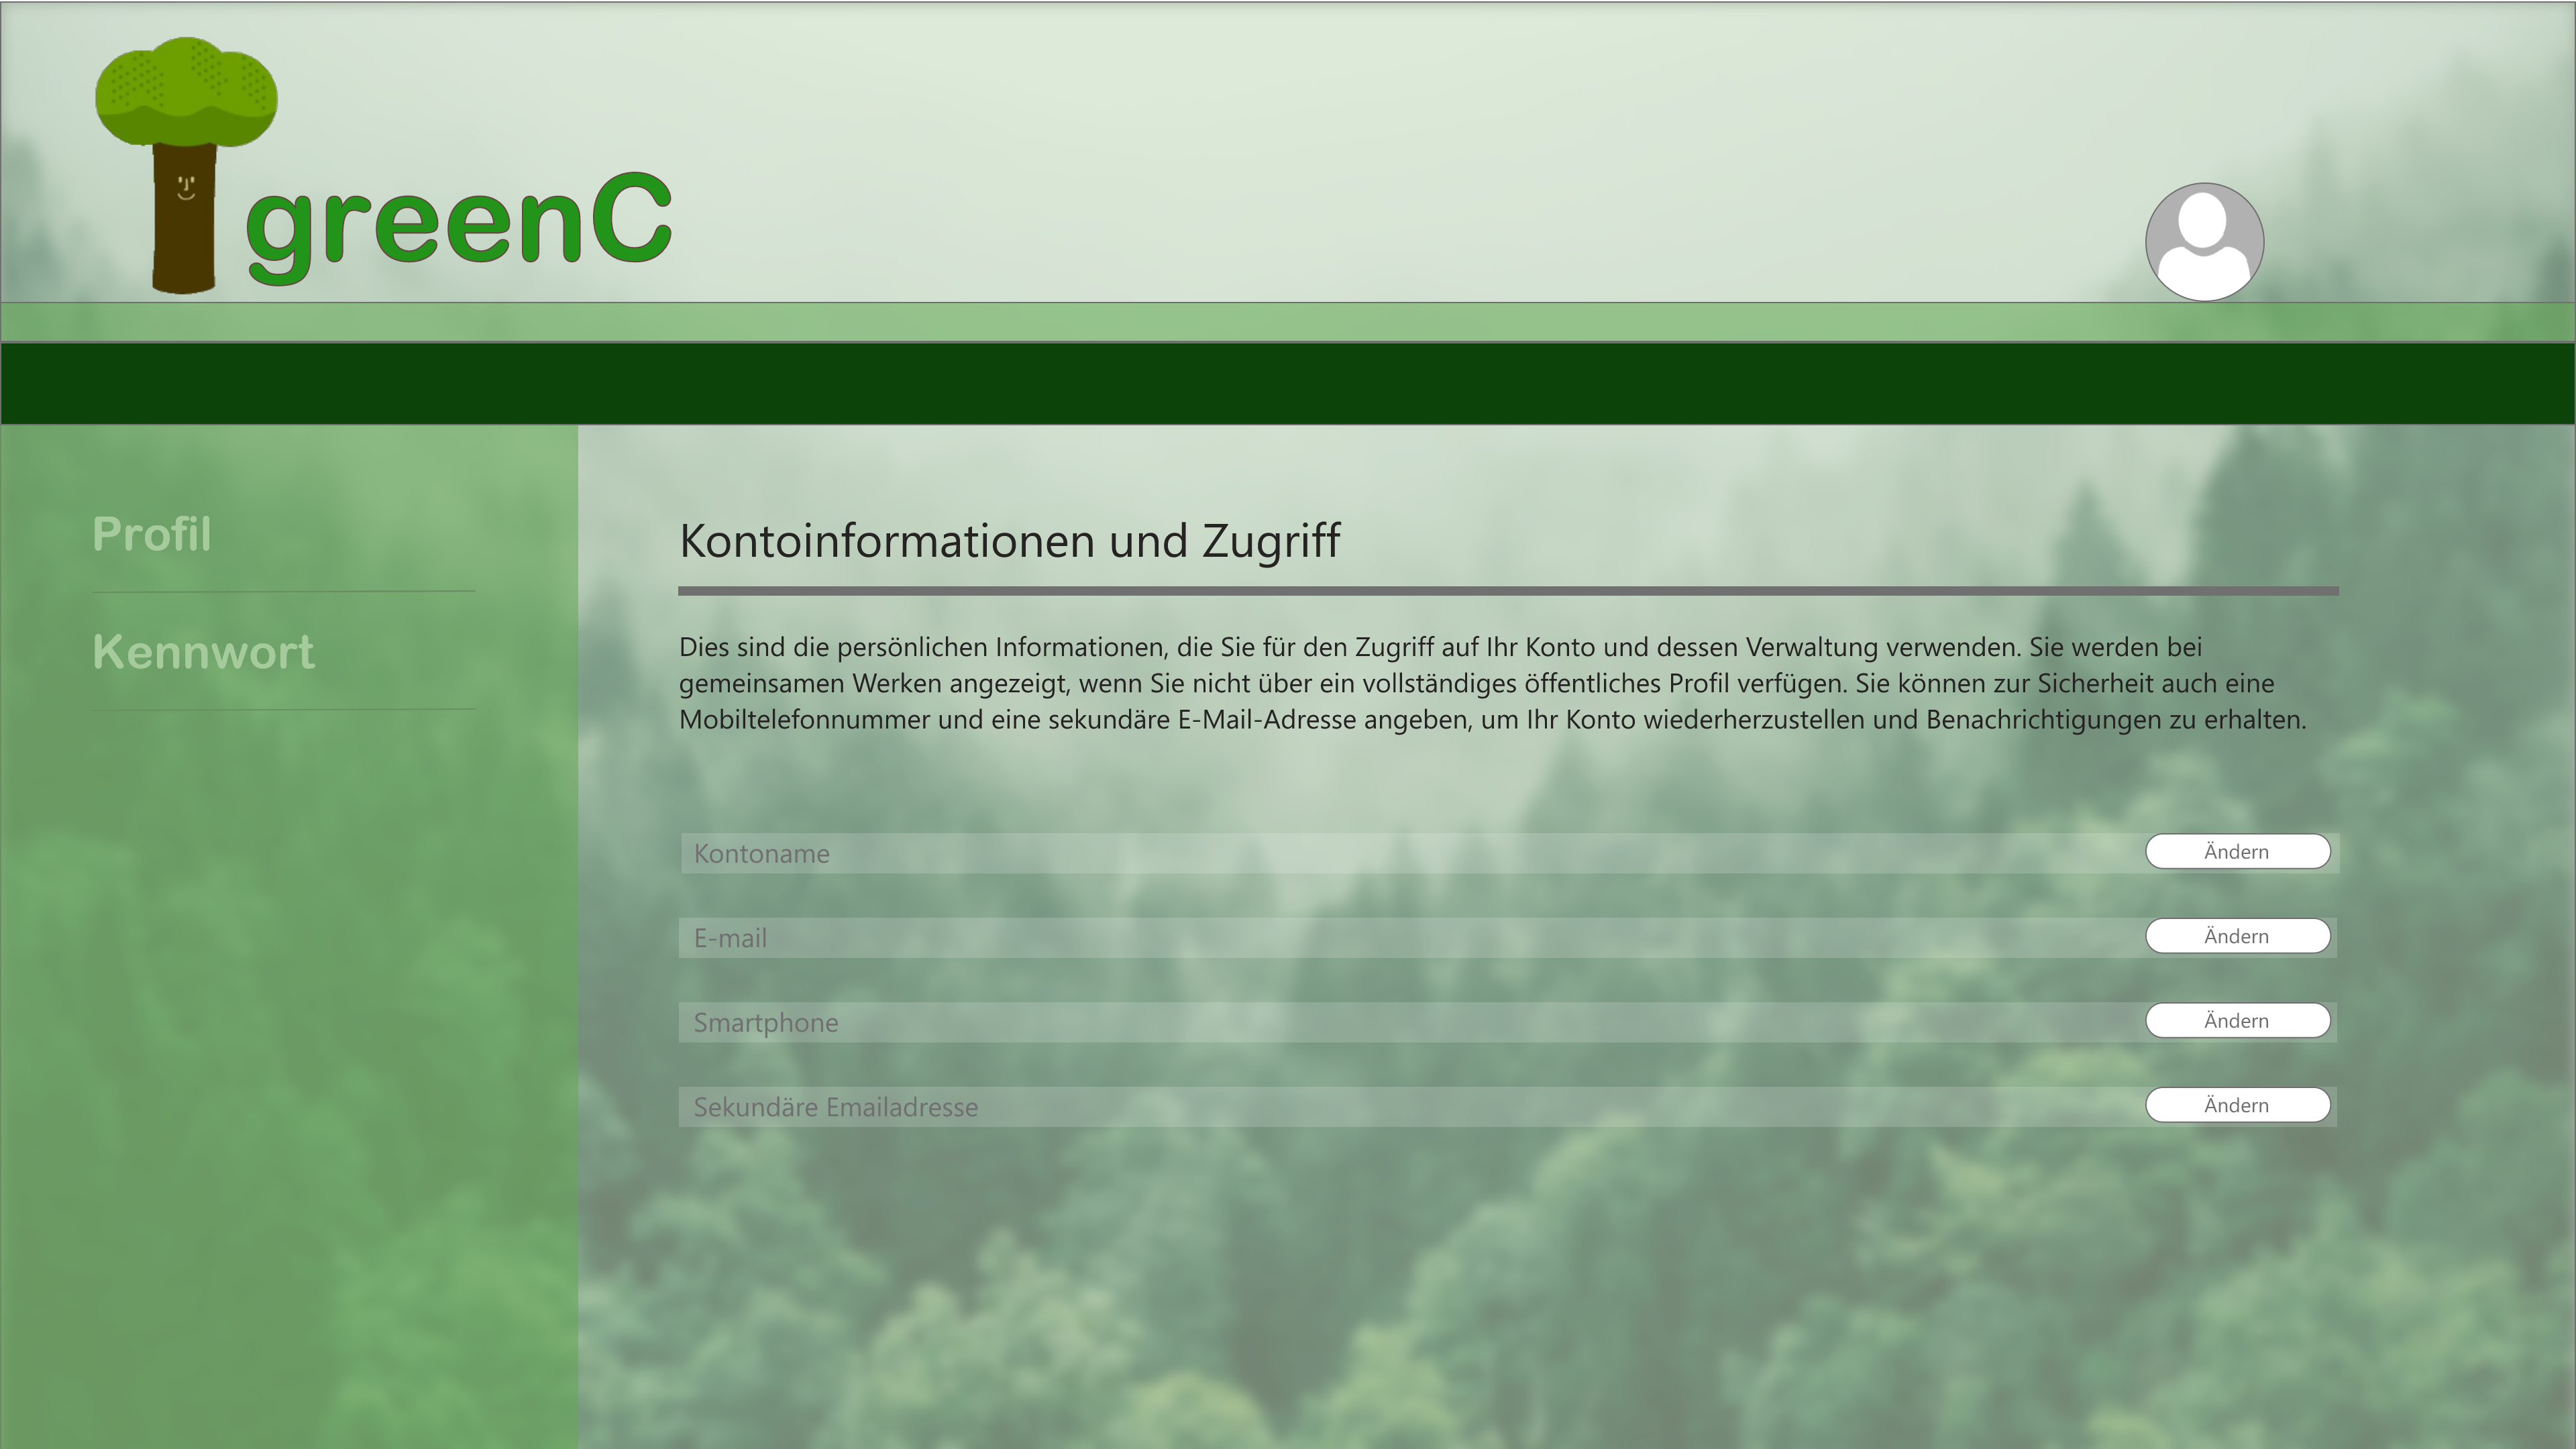 greenC
Profil
Kennwort
Kontoinformationen und Zugriff
Dies sind die persönlichen Informationen, die Sie für den Zugriff auf Ihr Konto und dessen Verwaltung verwenden. Sie werden bei
gemeinsamen Werken angezeigt, wenn Sie nicht über ein vollständiges öffentliches Profil verfügen. Sie können zur Sicherheit auch eine
Mobiltelefonnummer und eine sekundäre E-Mail-Adresse angeben, um Ihr Konto wiederherzustellen und Benachrichtigungen zu erhalten.
Kontoname Ändern
E-mail Ändern
Smartphone Ändern
Sekundäre Emailadresse Ändern